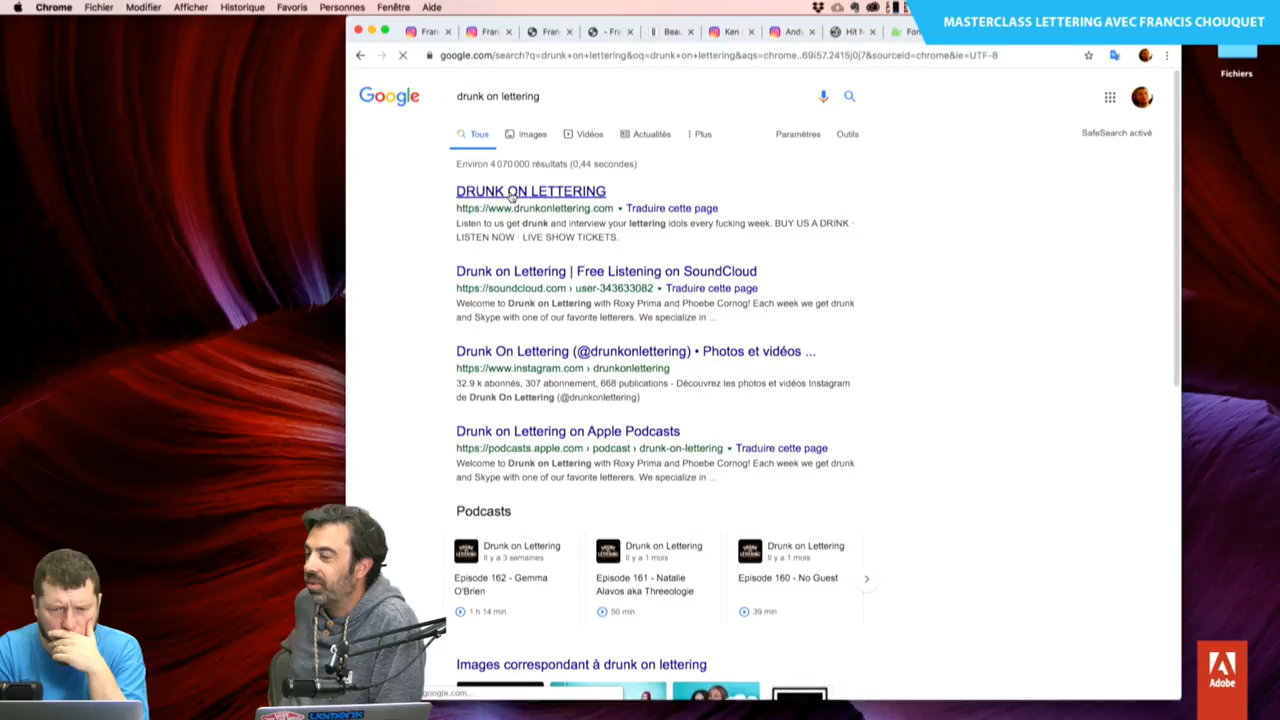 Chrome Fichier Modifier Afficher Historique Favoris Personnes Fenêtre Aide
MASTERCLASS LETTERING AVEC FRANCIS CHOUQUET
Fran Fran Fran - Fra Beau Ken And Hit N Fon
google.com/search?q=drunk+on+lettering&oq=drunk+on+lettering&aqs=chrome..69i57.2415j0j7&sourceid=chrome&ie=UTF-8
Fichiers
Google drunk on lettering
Tous Images Vidéos Actualités Plus Paramètres Outils SafeSearch activé
Environ 4 070 000 résultats (0,44 secondes)
DRUNK ON LETTERING
https://www.drunkonlettering.com Traduire cette page
Listen to us get drunk and interview your lettering idols every fucking week. BUY US A DRINK ·
LISTEN NOW · LIVE SHOW TICKETS.
Drunk on Lettering | Free Listening on SoundCloud
https://soundcloud.com › user-343633082 Traduire cette page
Welcome to Drunk on Lettering with Roxy Prima and Phoebe Cornog! Each week we get drunk
and Skype with one of our favorite letterers. We specialize in ...
Drunk On Lettering (@drunkonlettering) • Photos et vidéos ...
https://www.instagram.com › drunkonlettering
32.9 k abonnés, 307 abonnement, 668 publications - Découvrez les photos et vidéos Instagram
de Drunk On Lettering (@drunkonlettering)
Drunk on Lettering on Apple Podcasts
https://podcasts.apple.com › podcast › drunk-on-lettering Traduire cette page
Welcome to Drunk on Lettering with Roxy Prima and Phoebe Cornog! Each week we get drunk
and Skype with one of our favorite letterers. We specialize in ...
Podcasts
Drunk on Lettering
Il y a 3 semaines
Episode 162 - Gemma
O'Brien
1 h 14 min
Drunk on Lettering
Il y a 1 mois
Episode 161 - Natalie
Alavos aka Threeologie
50 min
Drunk on Lettering
Il y a 1 mois
Episode 160 - No Guest
39 min
Images correspondant à drunk on lettering
google.com...
Adobe